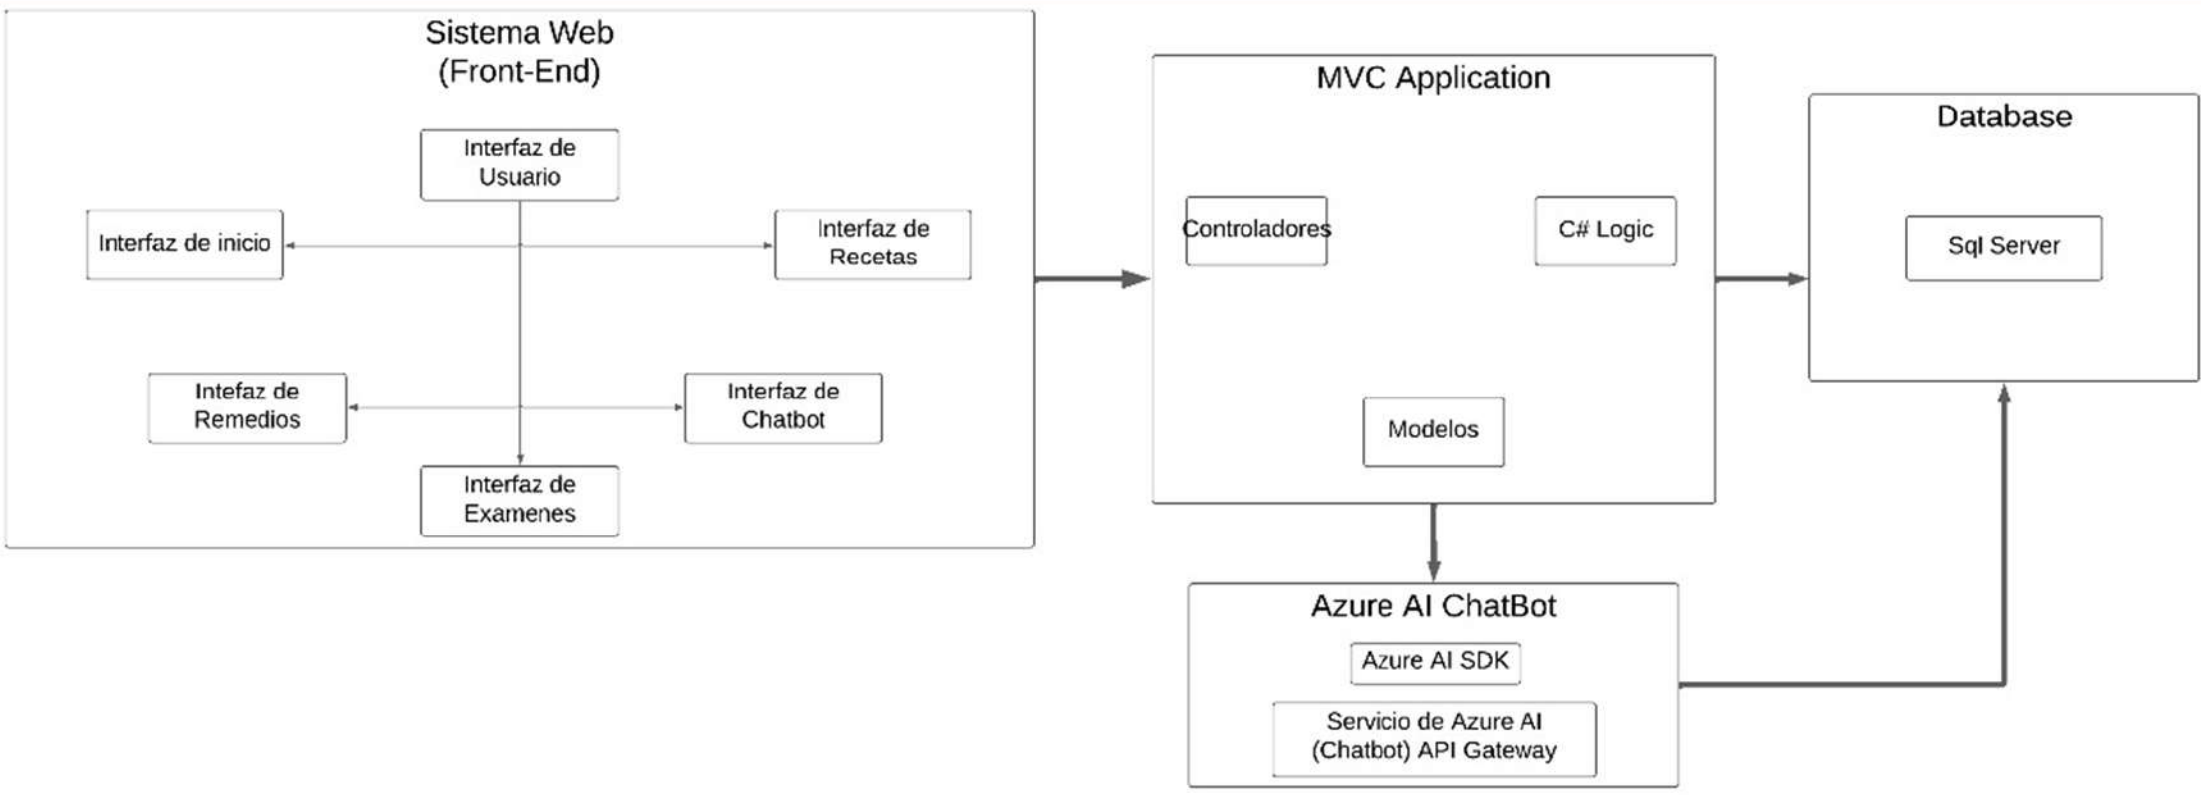 Sistema Web
(Front-End)
Interfaz de
Usuario
Interfaz de inicio
Interfaz de
Recetas
Intefaz de
Remedios
Interfaz de
Chatbot
Interfaz de
Examenes
MVC Application
Controladores
C# Logic
Modelos
Database
Sql Server
Azure AI ChatBot
Azure AI SDK
Servicio de Azure AI
(Chatbot) API Gateway